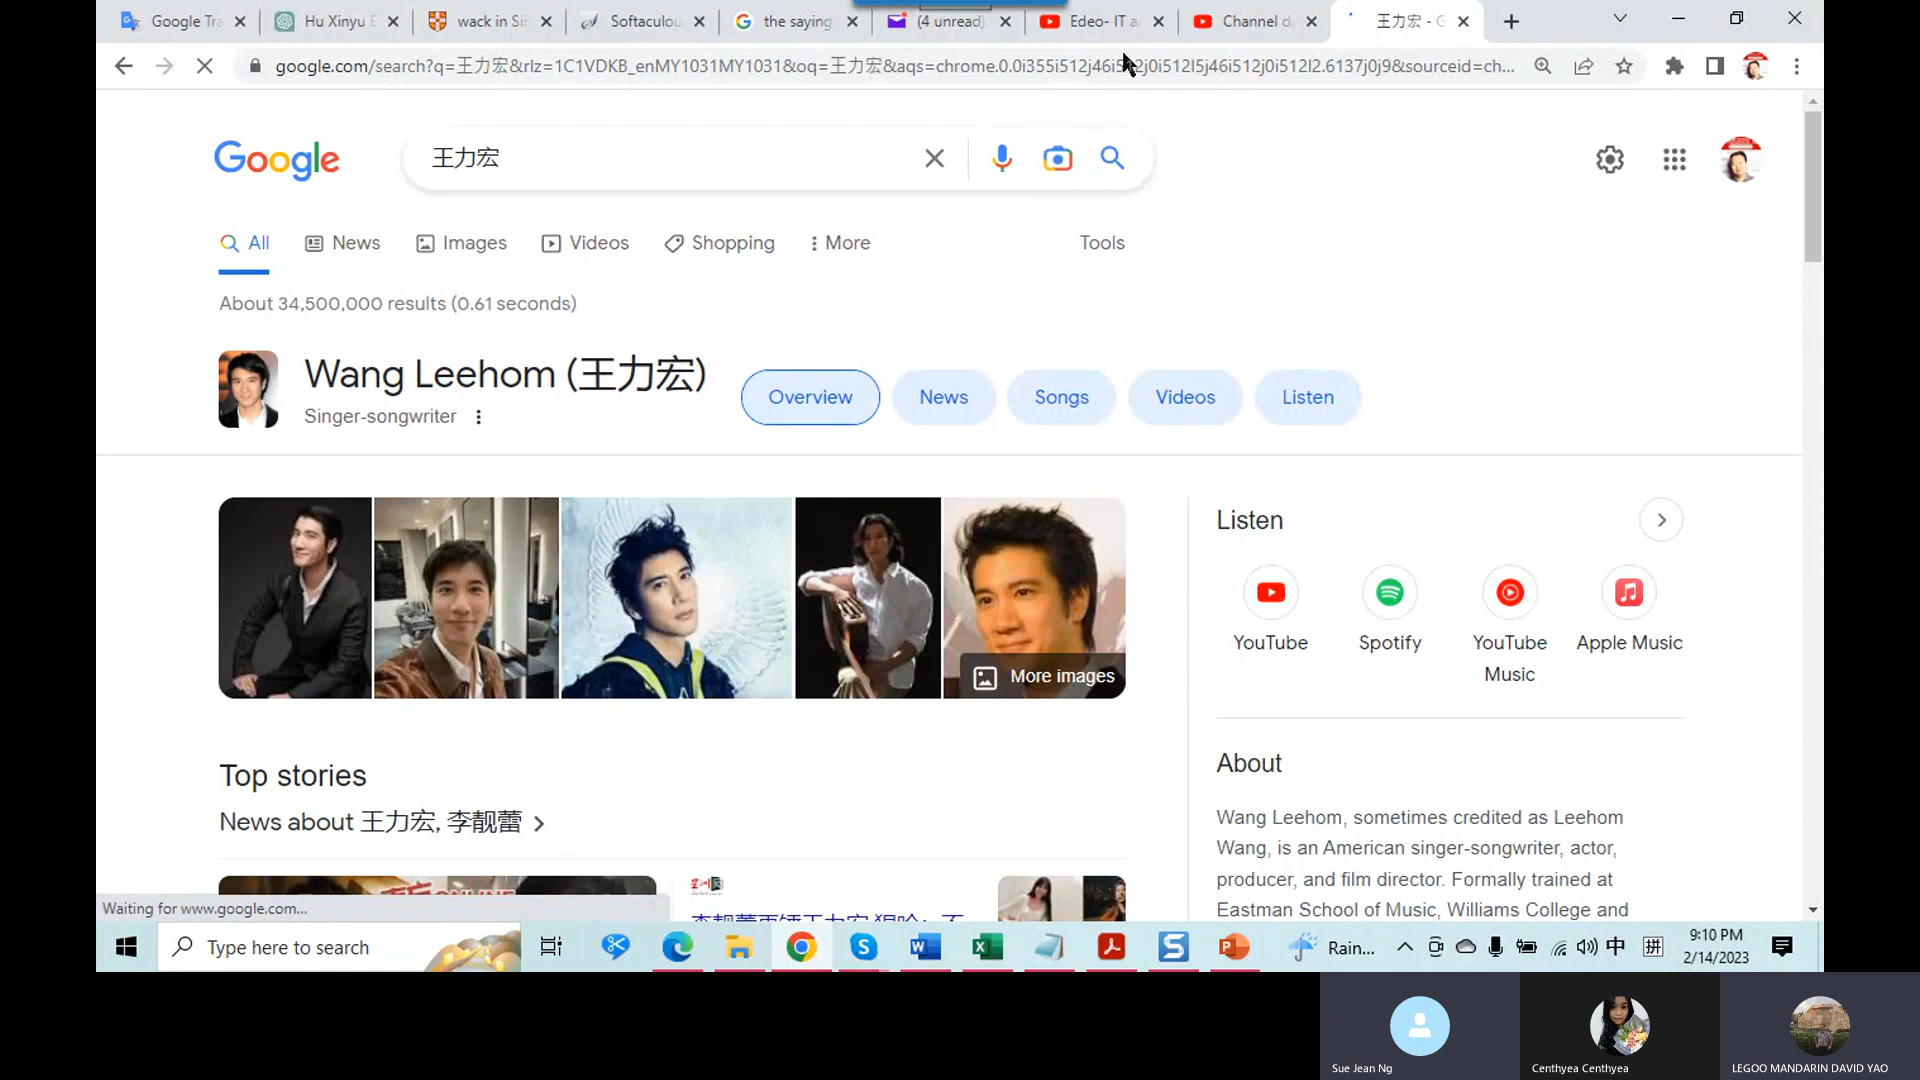 Google Tra
Hu Xinyu E
wack in Sin
Softaculou
the saying
(4 unread)
Edeo- IT a
Channel d
王力宏 - G
google.com/search?q=王力宏&rlz=1C1VDKB_enMY1031MY1031&oq=王力宏&aqs=chrome.0.0i355i512j46i512j0i512l5j46i512j0i512l2.6137j0j9&sourceid=ch...
Google
王力宏
All
News
Images
Videos
Shopping
More
Tools
About 34,500,000 results (0.61 seconds)
Wang Leehom (王力宏)
Singer-songwriter
Overview
News
Songs
Videos
Listen
More images
Listen
YouTube
Spotify
YouTube Music
Apple Music
Top stories
News about 王力宏, 李靓蕾
About
Wang Leehom, sometimes credited as Leehom
Wang, is an American singer-songwriter, actor,
producer, and film director. Formally trained at
Eastman School of Music, Williams College and
ONLINE
Waiting for www.google.com...
Type here to search
Rain...
中
拼
9:10 PM
2/14/2023
Sue Jean Ng
Centhyea Centhyea
LEGOO MANDARIN DAVID YAO